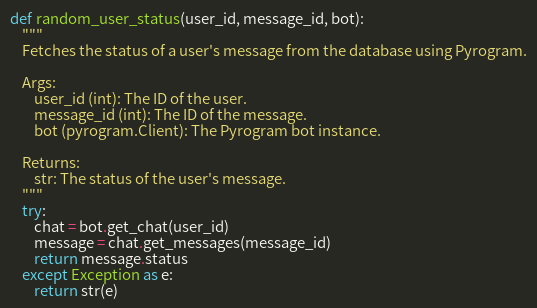 def random_user_status(user_id, message_id, bot):
    """
    Fetches the status of a user's message from the database using Pyrogram.

    Args:
        user_id (int): The ID of the user.
        message_id (int): The ID of the message.
        bot (pyrogram.Client): The Pyrogram bot instance.

    Returns:
        str: The status of the user's message.
    """
    try:
        chat = bot.get_chat(user_id)
        message = chat.get_messages(message_id)
        return message.status
    except Exception as e:
        return str(e)